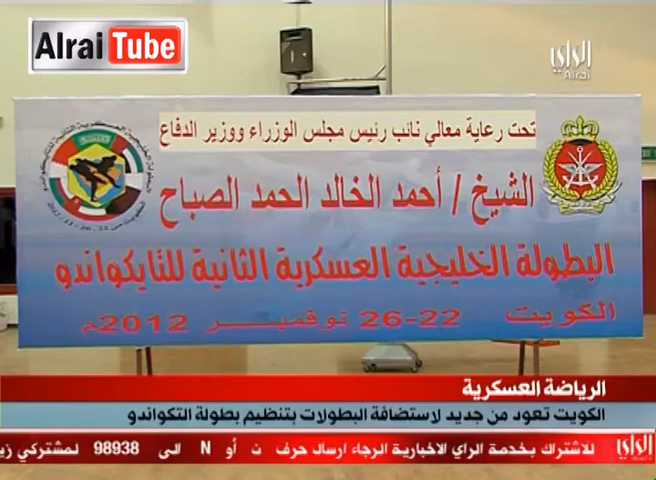 Alrai Tube
الراي
Alrai
تحت رعاية معالي نائب رئيس مجلس الوزراء ووزير الدفاع
الشيخ / أحمد الخالد الحمد الصباح
البطولة الخليجية العسكرية الثانية للتايكواندو
الكويت 22-26 نوفمبر 2012م
الرياضة العسكرية
الكويت تعود من جديد لاستضافة البطولات بتنظيم بطولة التكواندو
الراي
Alrai
للاشتراك بخدمة الراي الاخبارية الرجاء ارسال حرف ن أو N الى 98938 لمشتركي